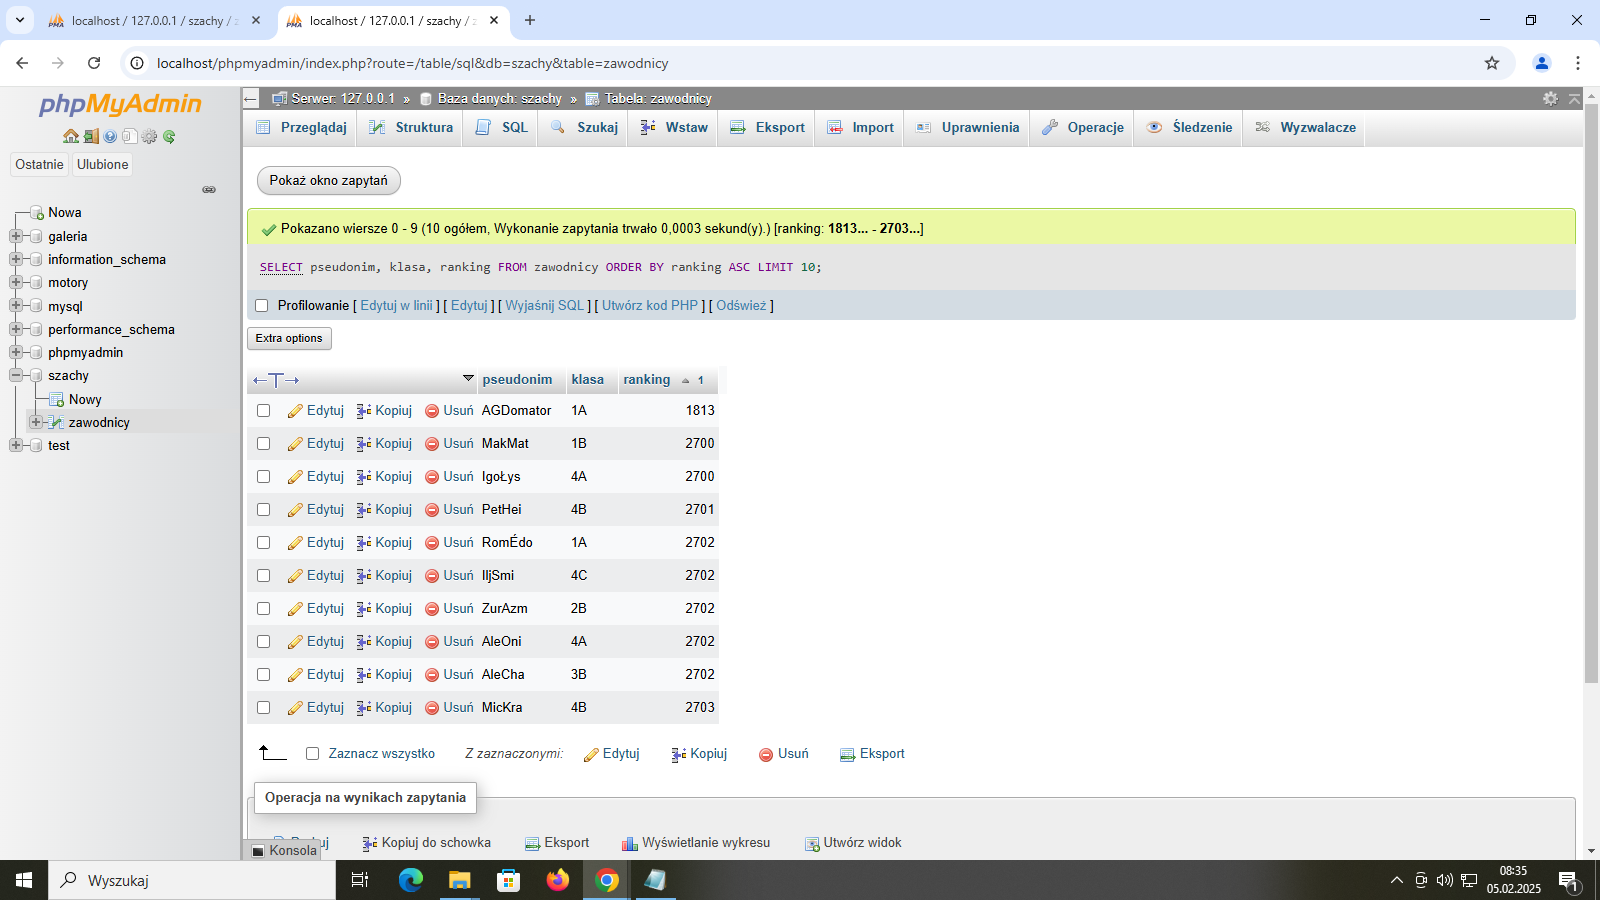 localhost / 127.0.0.1 / szachy / z
localhost / 127.0.0.1 / szachy / z
localhost/phpmyadmin/index.php?route=/table/sql&db=szachy&table=zawodnicy
phpMyAdmin
Ostatnie Ulubione
Nowa
galeria
information_schema
motory
mysql
performance_schema
phpmyadmin
szachy
Nowy
zawodnicy
test
Serwer: 127.0.0.1 » Baza danych: szachy » Tabela: zawodnicy
Przeglądaj Struktura SQL Szukaj Wstaw Eksport Import Uprawnienia Operacje Śledzenie Wyzwalacze
Pokaż okno zapytań
Pokazano wiersze 0 - 9 (10 ogółem, Wykonanie zapytania trwało 0,0003 sekund(y).) [ranking: 1813... - 2703...]
SELECT pseudonim, klasa, ranking FROM zawodnicy ORDER BY ranking ASC LIMIT 10;
Profilowanie [ Edytuj w linii ] [ Edytuj ] [ Wyjaśnij SQL ] [ Utwórz kod PHP ] [ Odśwież ]
Extra options
←T→ pseudonim klasa ranking 1
Edytuj Kopiuj Usuń AGDomator 1A 1813
Edytuj Kopiuj Usuń MakMat 1B 2700
Edytuj Kopiuj Usuń IgoŁys 4A 2700
Edytuj Kopiuj Usuń PetHei 4B 2701
Edytuj Kopiuj Usuń RomÉdo 1A 2702
Edytuj Kopiuj Usuń IljSmi 4C 2702
Edytuj Kopiuj Usuń ZurAzm 2B 2702
Edytuj Kopiuj Usuń AleOni 4A 2702
Edytuj Kopiuj Usuń AleCha 3B 2702
Edytuj Kopiuj Usuń MicKra 4B 2703
Zaznacz wszystko Z zaznaczonymi: Edytuj Kopiuj Usuń Eksport
Operacja na wynikach zapytania
Kopiuj do schowka Eksport Wyświetlanie wykresu Utwórz widok
Konsola
Wyszukaj
08:35
05.02.2025
1